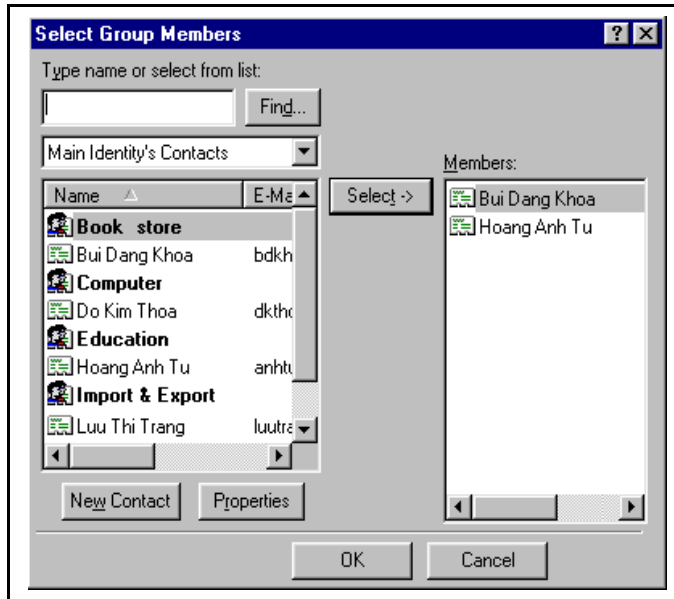 Select Group Members
Type name or select from list:
Find...
Main Identity's Contacts
Name E-Ma
Book store
Bui Dang Khoa bdkh
Computer
Do Kim Thoa dktho
Education
Hoang Anh Tu anhtu
Import & Export
Luu Thi Trang luutra
New Contact Properties
Select ->
Members:
Bui Dang Khoa
Hoang Anh Tu
OK Cancel